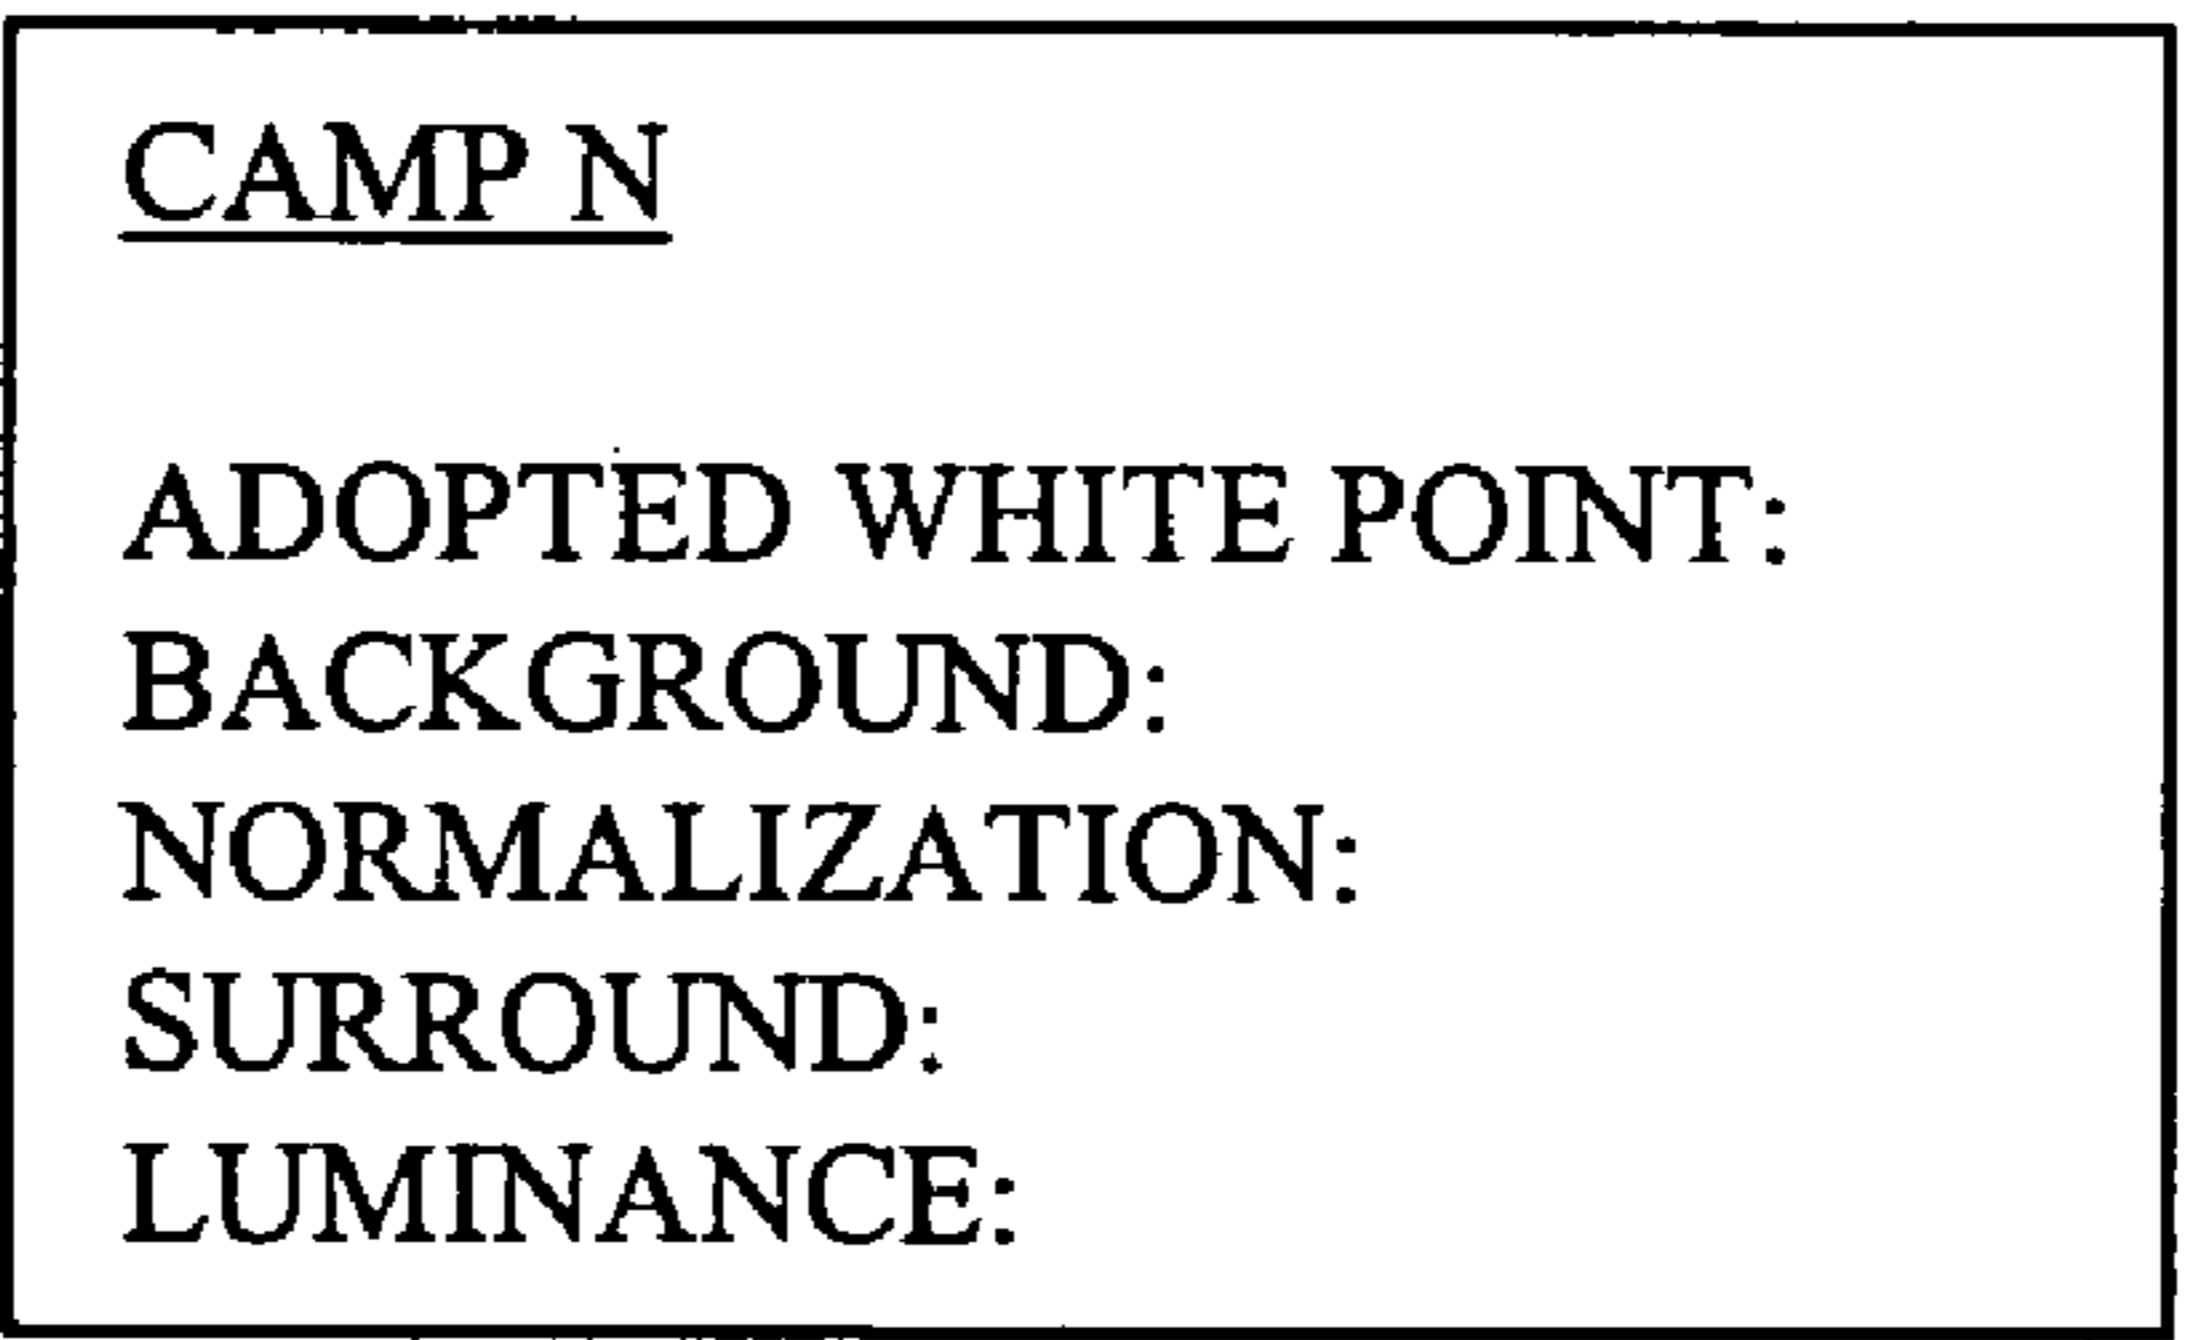 CAMP N
ADOPTED WHITE POINT:
BACKGROUND:
NORMALIZATION:
SURROUND:
LUMINANCE: